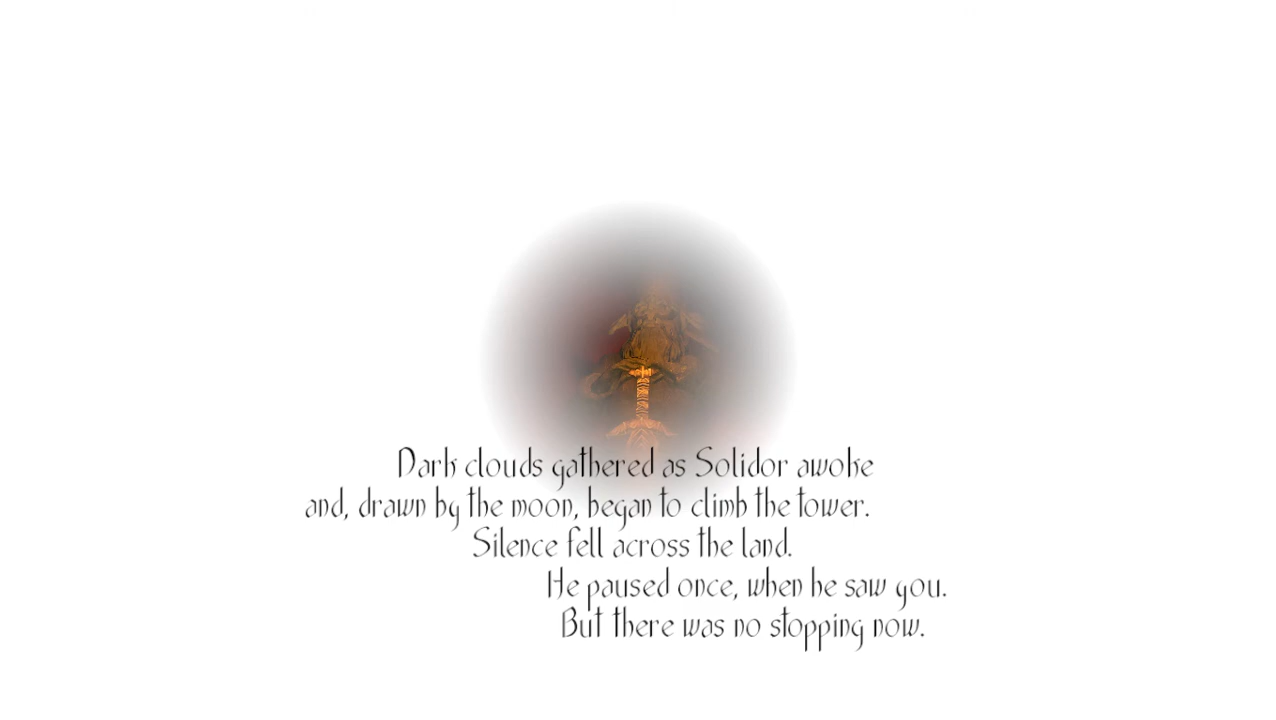 Dark clouds gathered as Solidor awoke
and, drawn by the moon, began to climb the tower.
Silence fell across the land.
He paused once, when he saw you.
But there was no stopping now.